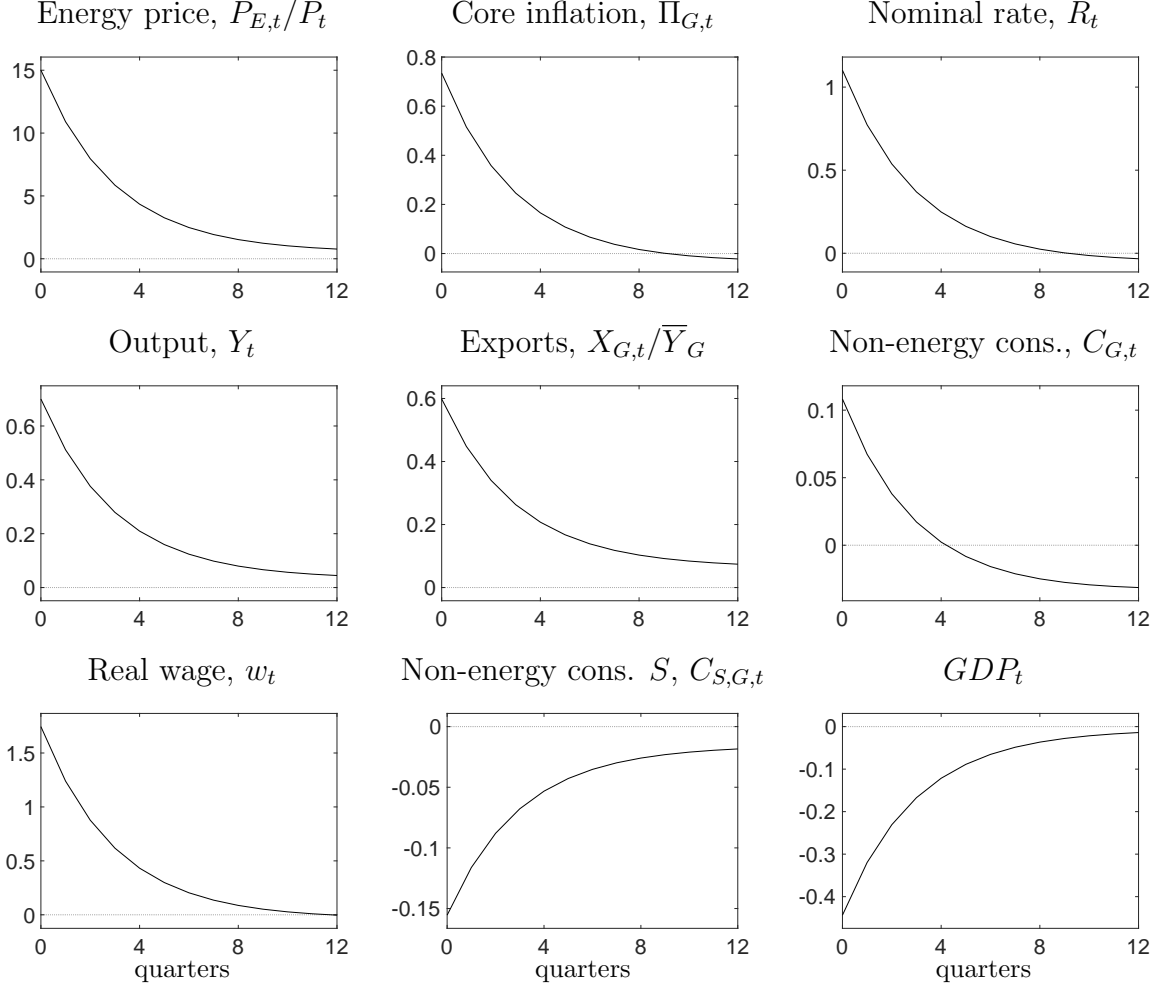 Energy price, $P_{E,t}/P_t$
Core inflation, $\Pi_{G,t}$
Nominal rate, $R_t$
15
10
5
0
0 4 8 12
0.8
0.6
0.4
0.2
0
0 4 8 12
1
0.5
0
0 4 8 12
Output, $Y_t$
Exports, $X_{G,t}/\overline{Y}_G$
Non-energy cons., $C_{G,t}$
0.6
0.4
0.2
0
0 4 8 12
0.6
0.4
0.2
0
0 4 8 12
0.1
0.05
0
0 4 8 12
Real wage, $w_t$
Non-energy cons. $S$, $C_{S,G,t}$
$GDP_t$
1.5
1
0.5
0
0 4 8 12
quarters
0
-0.05
-0.1
-0.15
0 4 8 12
quarters
0
-0.1
-0.2
-0.3
-0.4
0 4 8 12
quarters